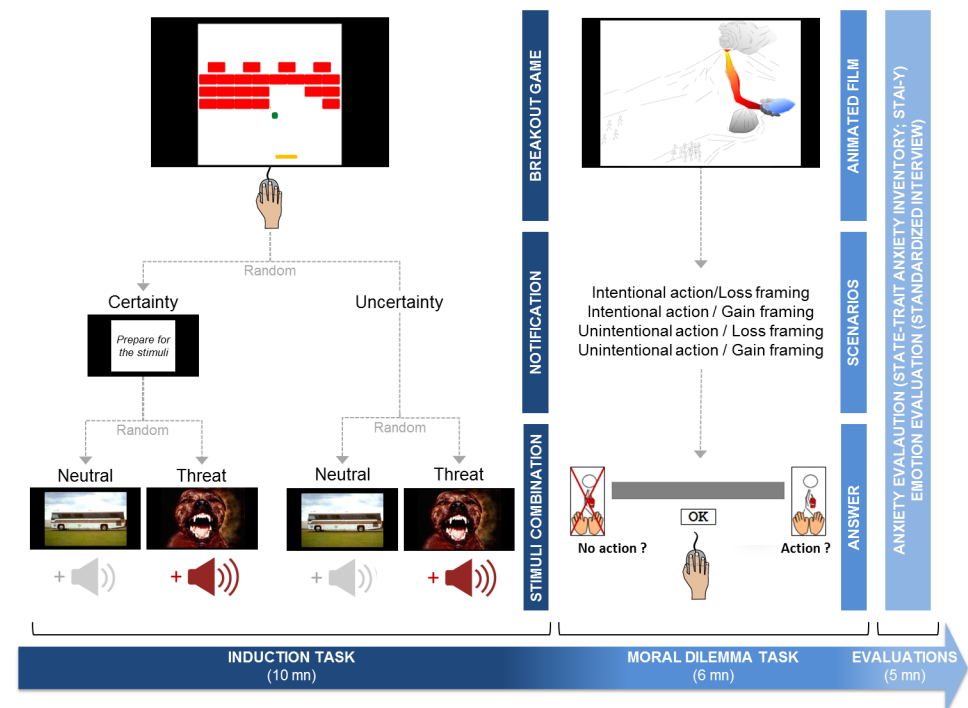 BREAKOUT GAME
ANIMATED FILM
Random
Certainty
Uncertainty
Prepare for
the stimuli
NOTIFICATION
Intentional action/Loss framing
Intentional action / Gain framing
Unintentional action / Loss framing
Unintentional action / Gain framing
SCENARIOS
Random
Random
Neutral
Threat
Neutral
Threat
+
+
+
+
STIMULI COMBINATION
OK
No action ?
Action ?
ANSWER
ANXIETY EVALAUTION (STATE-TRAIT ANXIETY INVENTORY; STAI-Y)
EMOTION EVALUATION (STANDARDIZED INTERVIEW)
INDUCTION TASK
(10 mn)
MORAL DILEMMA TASK
(6 mn)
EVALUATIONS
(5 mn)